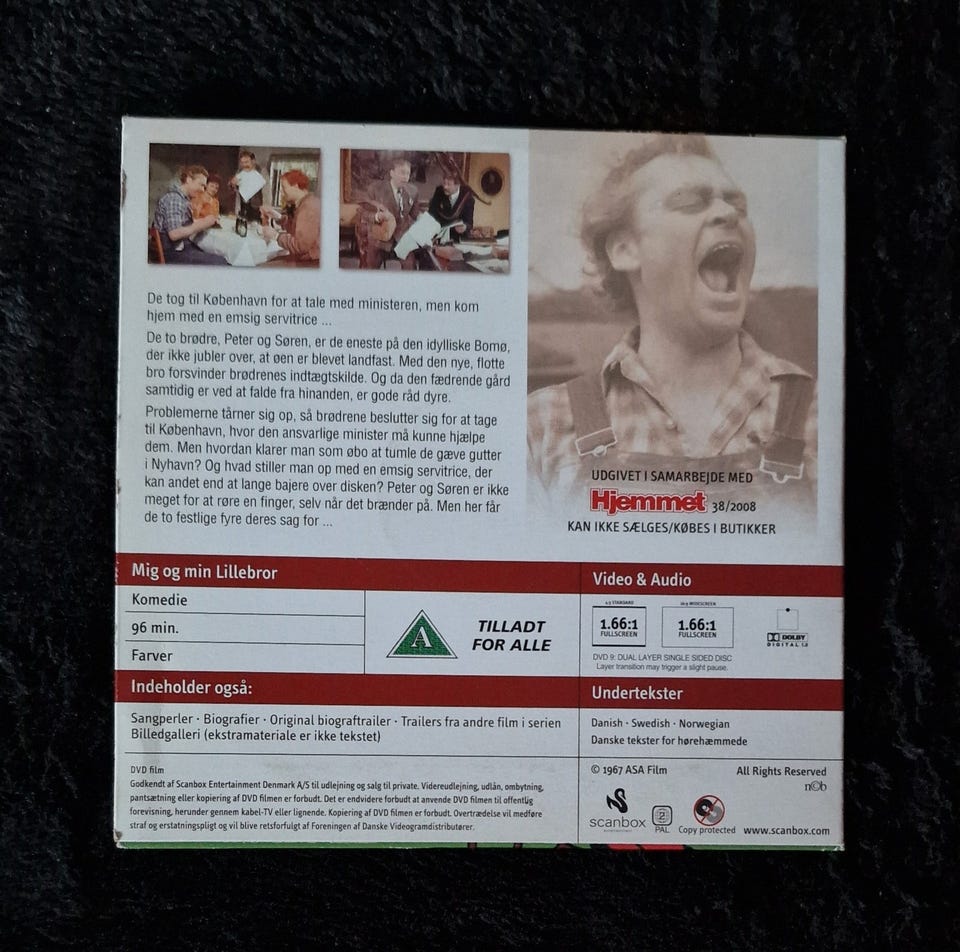 De tog til København for at tale med ministeren, men kom
hjem med en emsig servitrice ...
De to brødre, Peter og Søren, er de eneste på den idylliske Bomø,
der ikke jubler over, at øen er blevet landfast. Med den nye, flotte
bro forsvinder brødrenes indtægtskilde. Og da den fædrende gård
samtidig er ved at falde fra hinanden, er gode råd dyre.
Problemerne tårner sig op, så brødrene beslutter sig for at tage
til København, hvor den ansvarlige minister må kunne hjælpe
dem. Men hvordan klarer man som øbo at tumle de gæve gutter
i Nyhavn? Og hvad stiller man op med en emsig servitrice, der
kan andet end at lange bajere over disken? Peter og Søren er ikke
meget for at røre en finger, selv når det brænder på. Men her får
de to festlige fyre deres sag for ...
UDGIVET I SAMARBEJDE MED
Hjemmet 38/2008
KAN IKKE SÆLGES/KØBES I BUTIKKER
Mig og min Lillebror
Komedie
96 min.
Farver
A
TILLADT
FOR ALLE
Video & Audio
4:3 STANDARD
1.66:1
FULLSCREEN
16:9 WIDESCREEN
1.66:1
FULLSCREEN
DOLBY
DIGITAL 1.0
DVD 9: DUAL LAYER SINGLE SIDED DISC
Layer transition may trigger a slight pause.
Indeholder også:
Sangperler · Biografier · Original biograftrailer · Trailers fra andre film i serien
Billedgalleri (ekstramateriale er ikke tekstet)
Undertekster
Danish · Swedish · Norwegian
Danske tekster for hørehæmmede
DVD film
Godkendt af Scanbox Entertainment Denmark A/S til udlejning og salg til private. Videreudlejning, udlån, ombytning,
pantsætning eller kopiering af DVD filmen er forbudt. Det er endvidere forbudt at anvende DVD filmen til offentlig
forevisning, herunder gennem kabel-TV eller lignende. Kopiering af DVD filmen er forbudt. Overtrædelse vil medføre
straf og erstatningspligt og vil blive retsforfulgt af Foreningen af Danske Videogramdistributører.
© 1967 ASA Film
All Rights Reserved
n©b
scanbox
entertainment
2
PAL
Copy protected
www.scanbox.com